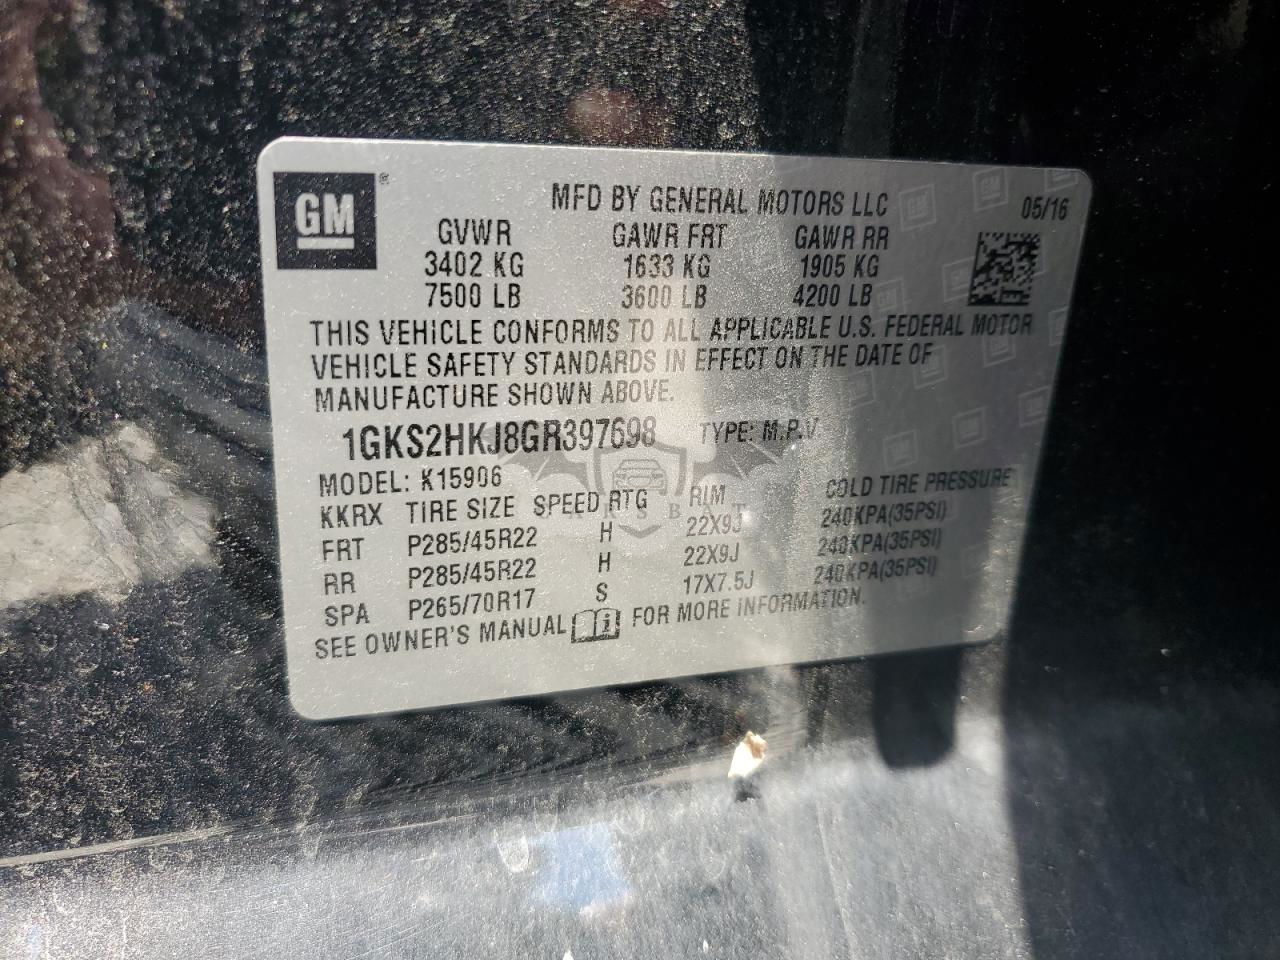 GM ®
MFD BY GENERAL MOTORS LLC 05/16
GVWR GAWR FRT GAWR RR
3402 KG 1633 KG 1905 KG
7500 LB 3600 LB 4200 LB
THIS VEHICLE CONFORMS TO ALL APPLICABLE U.S. FEDERAL MOTOR
VEHICLE SAFETY STANDARDS IN EFFECT ON THE DATE OF
MANUFACTURE SHOWN ABOVE.
1GKS2HKJ8GR397698 TYPE: M.P.V
MODEL: K15906
KKRX TIRE SIZE SPEED RTG RIM COLD TIRE PRESSURE
FRT P285/45R22 H 22X9J 240KPA(35PSI)
RR P285/45R22 H 22X9J 240KPA(35PSI)
SPA P265/70R17 S 17X7.5J 240KPA(35PSI)
SEE OWNER'S MANUAL i FOR MORE INFORMATION.